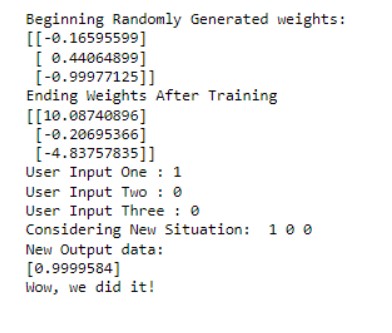 Beginning Randomly Generated weights:
[[-0.16595599]
[ 0.44064899]
[-0.99977125]]
Ending Weights After Training
[[10.08740896]
[-0.20695366]
[-4.83757835]]
User Input One : 1
User Input Two : 0
User Input Three : 0
Considering New Situation:  1 0 0
New Output data:
[0.9999584]
Wow, we did it!